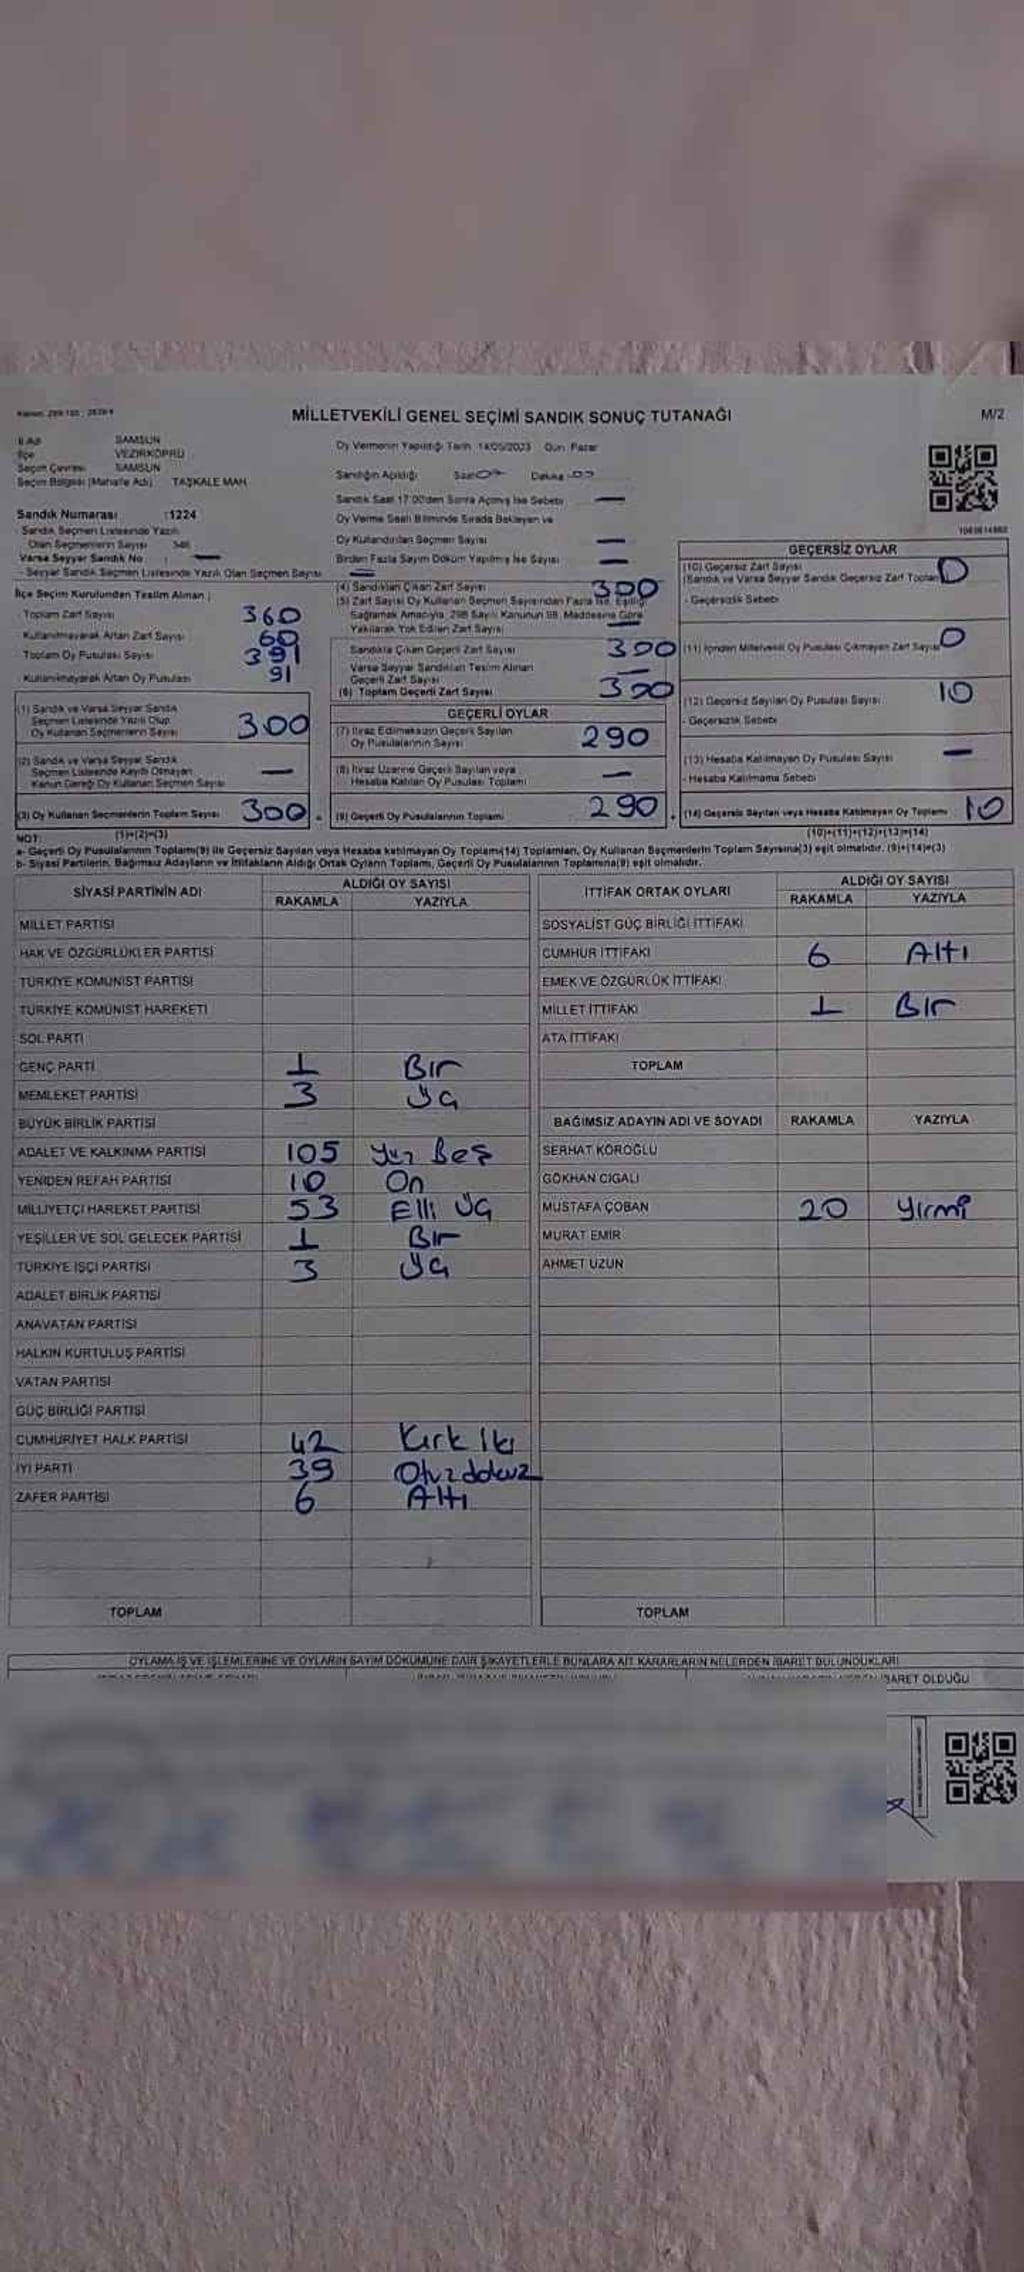 MİLLETVEKİLİ GENEL SEÇİMİ SANDIK SONUÇ TUTANAĞI
M/2
İl Adı SAMSUN
İlçe VEZİRKÖPRÜ
Seçim Çevresi SAMSUN
Seçim Bölgesi (Mahalle Adı) TAŞKALE MAH.
Oy Vermenin Yapıldığı Tarih 14/05/2023 Gün Pazar
Sandığın Açıldığı Saat Dakika
Sandık Saat 17:00'den Sonra Açılmış İse Sebebi —
Sandık Numarası :1224
Sandık Seçmen Listesinde Yazılı
Olan Seçmenlerin Sayısı
Varsa Seyyar Sandık No : —
Seyyar Sandık Seçmen Listesinde Yazılı Olan Seçmen Sayısı —
Oy Verme Saati Bitiminde Sırada Bekleyen ve
Oy Kullandırılan Seçmen Sayısı —
Birden Fazla Sayım Döküm Yapılmış İse Sayısı —
İlçe Seçim Kurulundan Teslim Alınan ;
- Toplam Zarf Sayısı 360
- Kullanılmayarak Artan Zarf Sayısı 60
- Toplam Oy Pusulası Sayısı 391
- Kullanılmayarak Artan Oy Pusulası 91
(1) Sandık ve Varsa Seyyar Sandık
Seçmen Listesinde Yazılı Olup
Oy Kullanan Seçmenlerin Sayısı 300
(2) Sandık ve Varsa Seyyar Sandık
Seçmen Listesinde Kaydı Olmayan
Kanun Gereği Oy Kullanan Seçmen Sayısı —
(3) Oy Kullanan Seçmenlerin Toplam Sayısı 300
(1)+(2)=(3)
(4) Sandıktan Çıkan Zarf Sayısı 300
(5) Zarf Sayısı Oy Kullanan Seçmen Sayısından Fazla İse, Eşitliği
Sağlamak Amacıyla, 298 Sayılı Kanunun 98. Maddesine Göre
Yakılarak Yok Edilen Zarf Sayısı —
Sandıkta Çıkan Geçerli Zarf Sayısı 300
Varsa Seyyar Sandıktan Teslim Alınan
Geçerli Zarf Sayısı
(6) Toplam Geçerli Zarf Sayısı 300
GEÇERLİ OYLAR
(7) İtiraz Edilmeksizin Geçerli Sayılan
Oy Pusulalarının Sayısı 290
(8) İtiraz Üzerine Geçerli Sayılan veya
Hesaba Katılan Oy Pusulası Toplamı —
(9) Geçerli Oy Pusulalarının Toplamı 290
GEÇERSİZ OYLAR
(10) Geçersiz Zarf Sayısı
(Sandık ve Varsa Seyyar Sandık Geçersiz Zarf Toplamı) 0
- Geçersizlik Sebebi
(11) İçinden Milletvekili Oy Pusulası Çıkmayan Zarf Sayısı 0
(12) Geçersiz Sayılan Oy Pusulası Sayısı 10
- Geçersizlik Sebebi
(13) Hesaba Katılmayan Oy Pusulası Sayısı —
- Hesaba Katılmama Sebebi
(14) Geçersiz Sayılan veya Hesaba Katılmayan Oy Toplamı 10
(10)+(11)+(12)+(13)=(14)
NOT:
a- Geçerli Oy Pusulalarının Toplamı(9) ile Geçersiz Sayılan veya Hesaba katılmayan Oy Toplamı(14) Toplamları, Oy Kullanan Seçmenlerin Toplam Sayısına(3) eşit olmalıdır. (9)+(14)=(3)
b- Siyasi Partilerin, Bağımsız Adayların ve İttifakların Aldığı Ortak Oyların Toplamı, Geçerli Oy Pusulalarının Toplamına(9) eşit olmalıdır.
SİYASİ PARTİNİN ADI ALDIĞI OY SAYISI
RAKAMLA YAZIYLA
MİLLET PARTİSİ
HAK VE ÖZGÜRLÜKLER PARTİSİ
TÜRKİYE KOMÜNİST PARTİSİ
TÜRKİYE KOMÜNİST HAREKETİ
SOL PARTİ
GENÇ PARTİ 1 Bir
MEMLEKET PARTİSİ 3 Üç
BÜYÜK BİRLİK PARTİSİ
ADALET VE KALKINMA PARTİSİ 105 Yüz Beş
YENİDEN REFAH PARTİSİ 10 On
MİLLİYETÇİ HAREKET PARTİSİ 53 Elli Üç
YEŞİLLER VE SOL GELECEK PARTİSİ 1 Bir
TÜRKİYE İŞÇİ PARTİSİ 3 Üç
ADALET BİRLİK PARTİSİ
ANAVATAN PARTİSİ
HALKIN KURTULUŞ PARTİSİ
VATAN PARTİSİ
GÜÇ BİRLİĞİ PARTİSİ
CUMHURİYET HALK PARTİSİ 42 Kırk İki
İYİ PARTİ 39 Otuz dokuz
ZAFER PARTİSİ 6 Altı
TOPLAM
İTTİFAK ORTAK OYLARI ALDIĞI OY SAYISI
RAKAMLA YAZIYLA
SOSYALİST GÜÇ BİRLİĞİ İTTİFAKI
CUMHUR İTTİFAKI 6 Altı
EMEK VE ÖZGÜRLÜK İTTİFAKI
MİLLET İTTİFAKI 1 Bir
ATA İTTİFAKI
TOPLAM
BAĞIMSIZ ADAYIN ADI VE SOYADI RAKAMLA YAZIYLA
SERHAT KÖROĞLU
GÖKHAN CIGALI
MUSTAFA ÇOBAN 20 Yirmi
MURAT EMİR
AHMET UZUN
TOPLAM
OYLAMA İŞ VE İŞLEMLERİNE VE OYLARIN SAYIM DÖKÜMÜNE DAİR ŞİKAYETLERLE BUNLARA AİT KARARLARIN NELERDEN İBARET BULUNDUKLARI
İBARET OLDUĞU